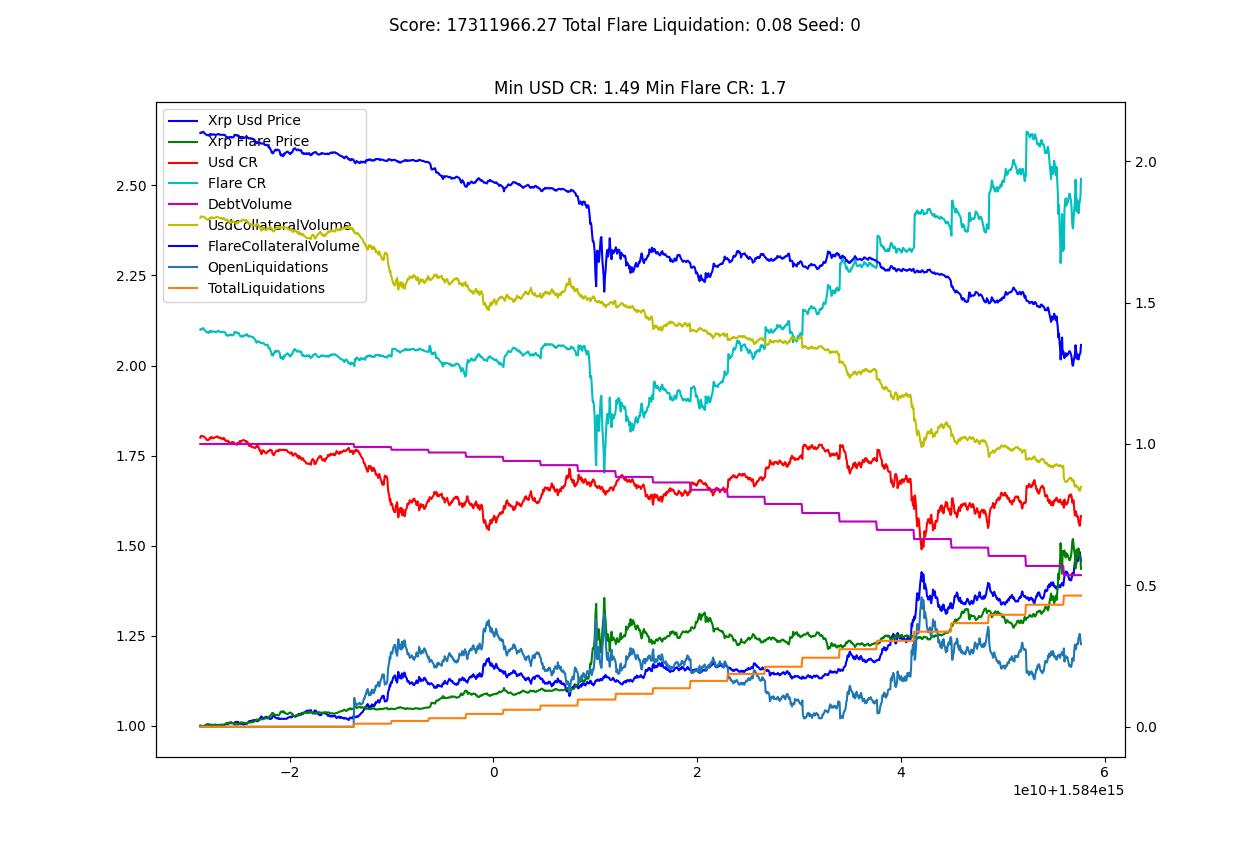 Score: 17311966.27 Total Flare Liquidation: 0.08 Seed: 0
Min USD CR: 1.49 Min Flare CR: 1.7
Xrp Usd Price
Xrp Flare Price
Usd CR
Flare CR
DebtVolume
UsdCollateralVolume
FlareCollateralVolume
OpenLiquidations
TotalLiquidations
2.50
2.25
2.00
1.75
1.50
1.25
1.00
2.0
1.5
1.0
0.5
0.0
−2
0
2
4
6
1e10+1.584e15